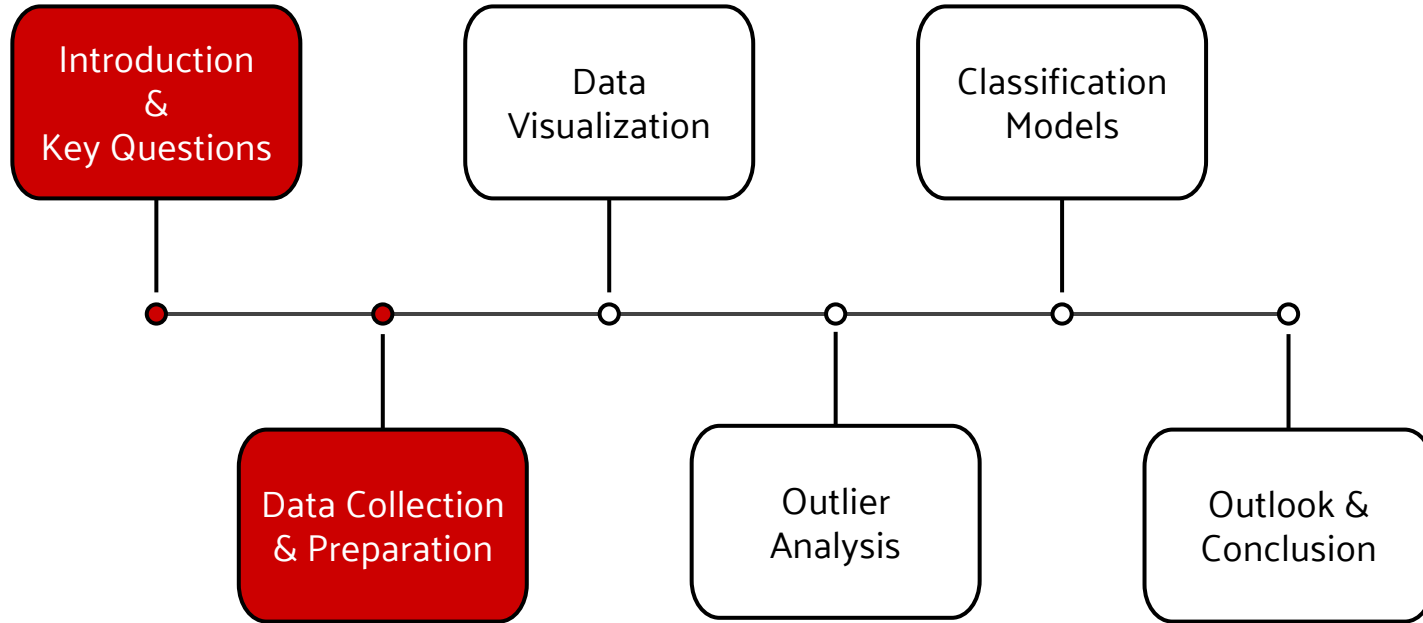 Introduction
&
Key Questions
Data Collection
& Preparation
Data
Visualization
Outlier
Analysis
Classification
Models
Outlook &
Conclusion